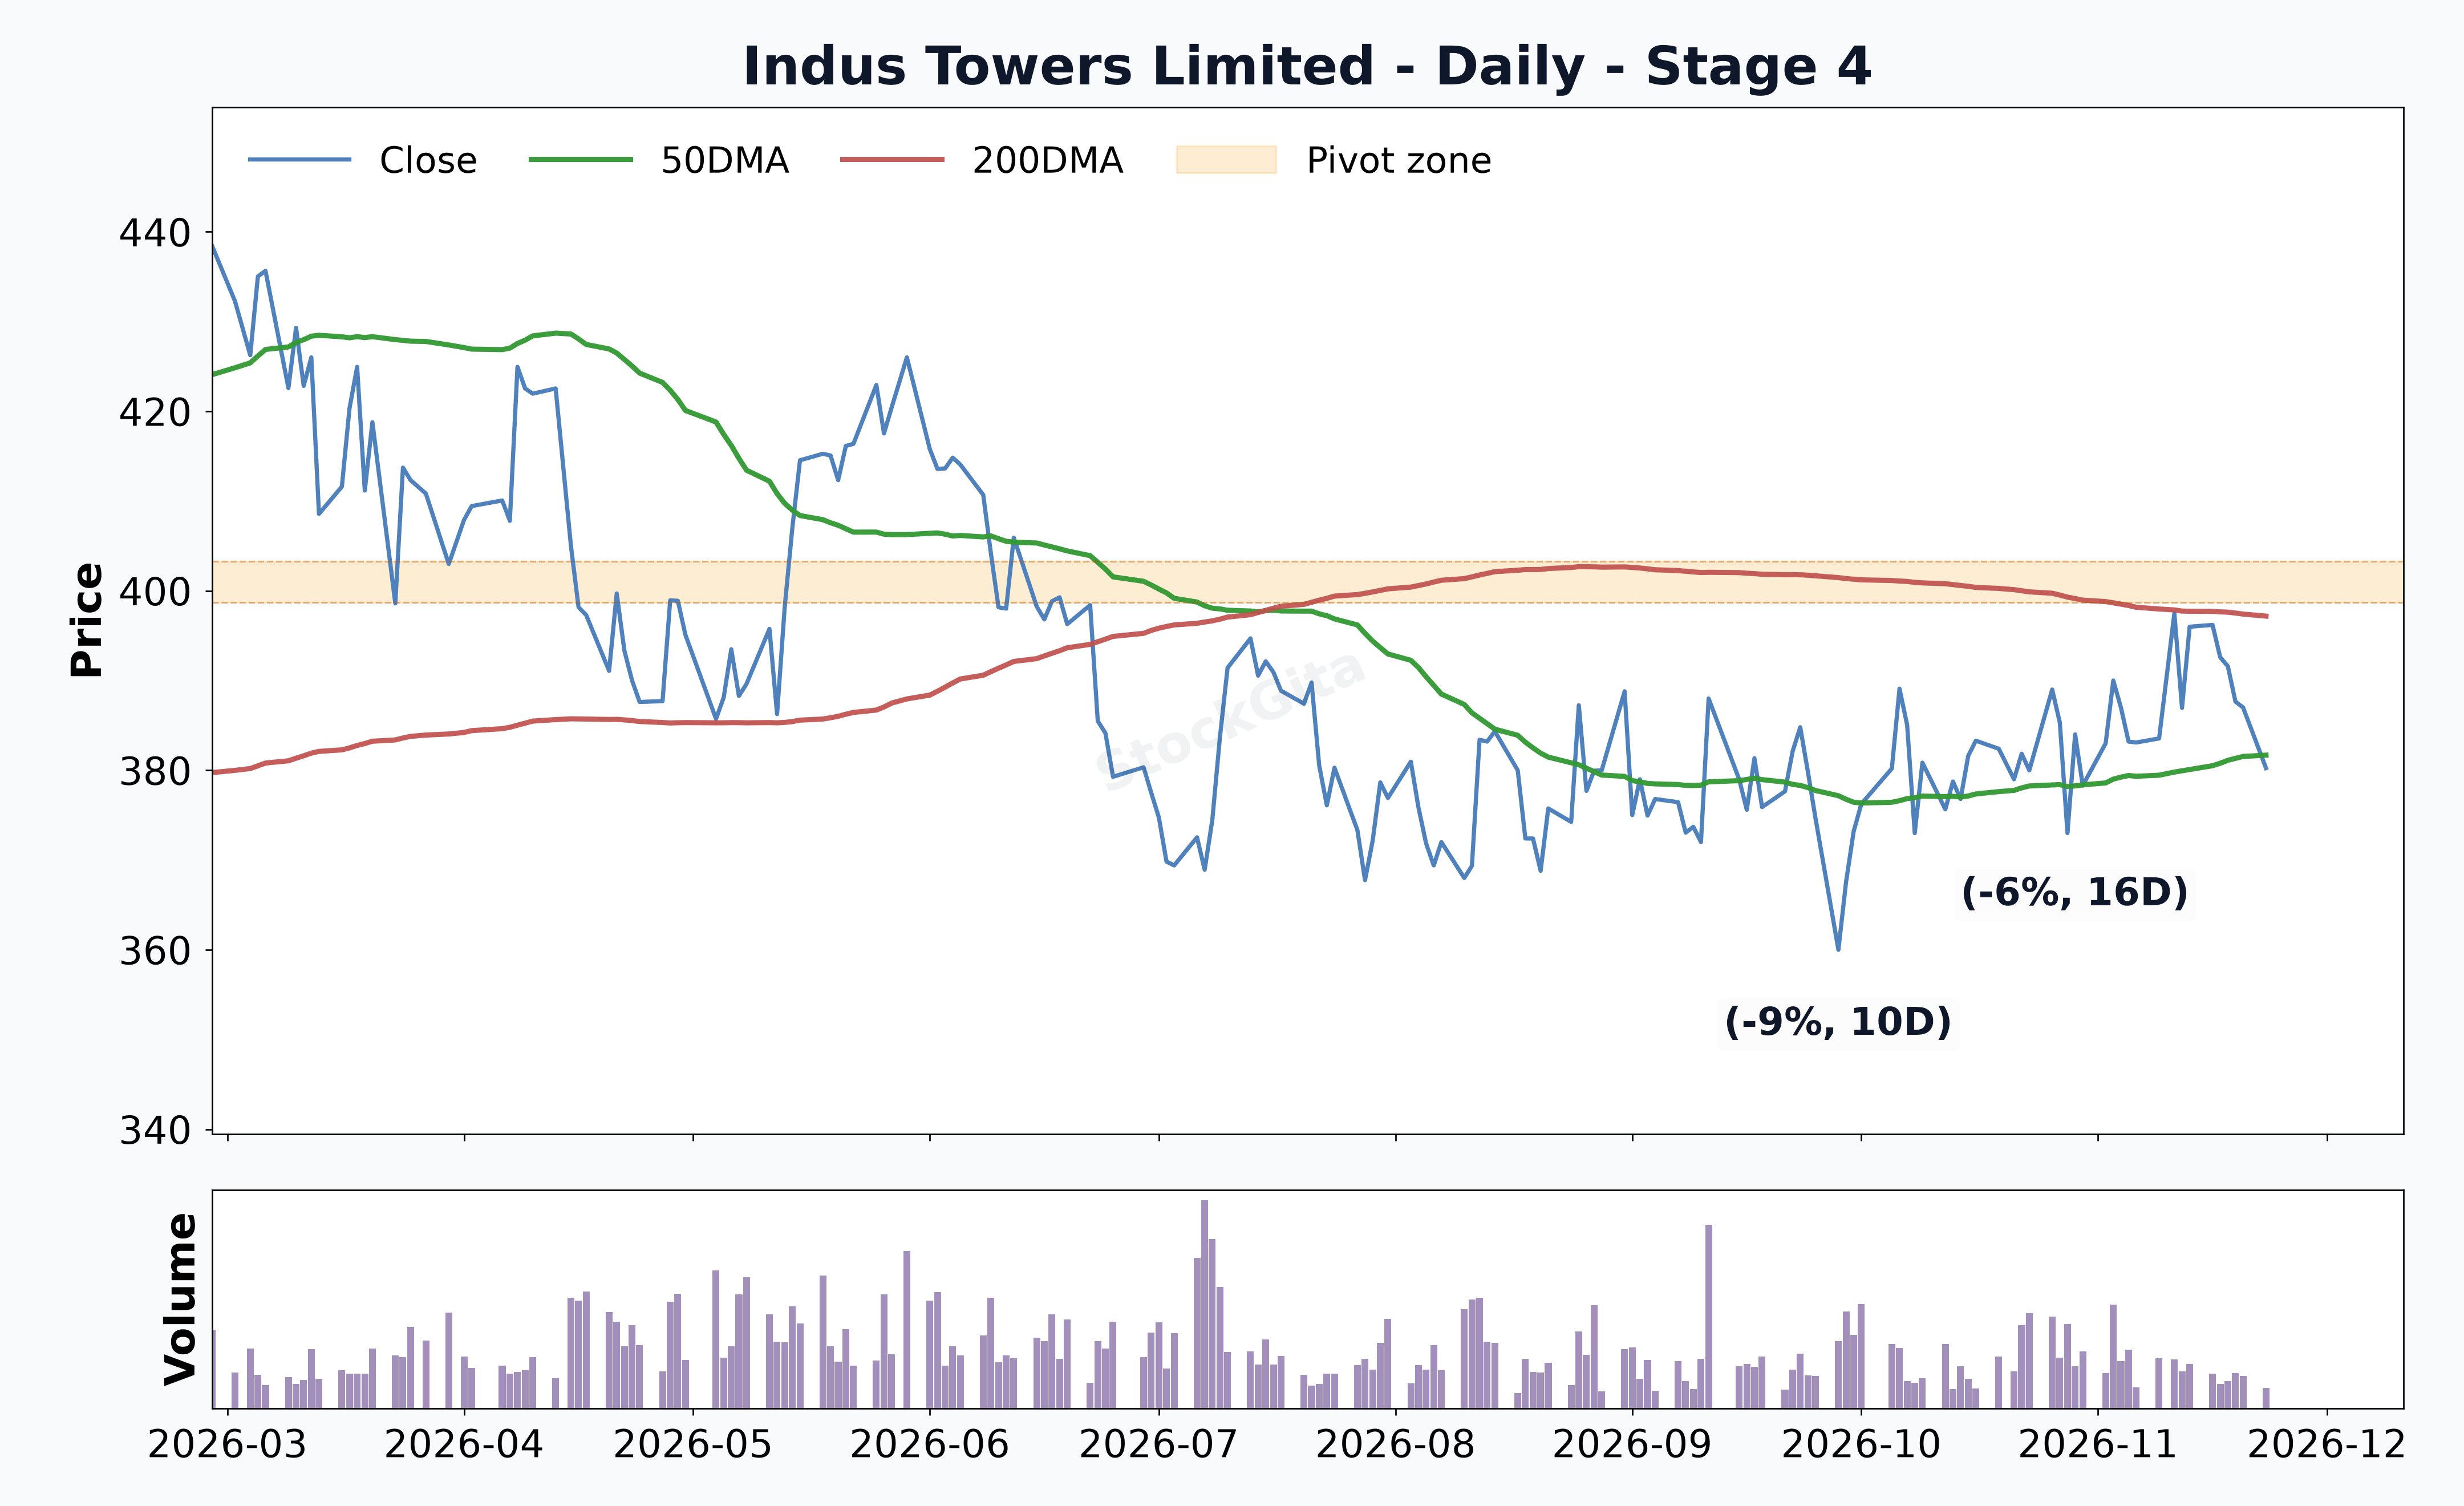 Indus Towers Limited - Daily - Stage 4
Close 50DMA 200DMA Pivot zone
Price
440
420
400
380
360
340
StockGita
(-6%, 16D)
(-9%, 10D)
Volume
2026-03 2026-04 2026-05 2026-06 2026-07 2026-08 2026-09 2026-10 2026-11 2026-12